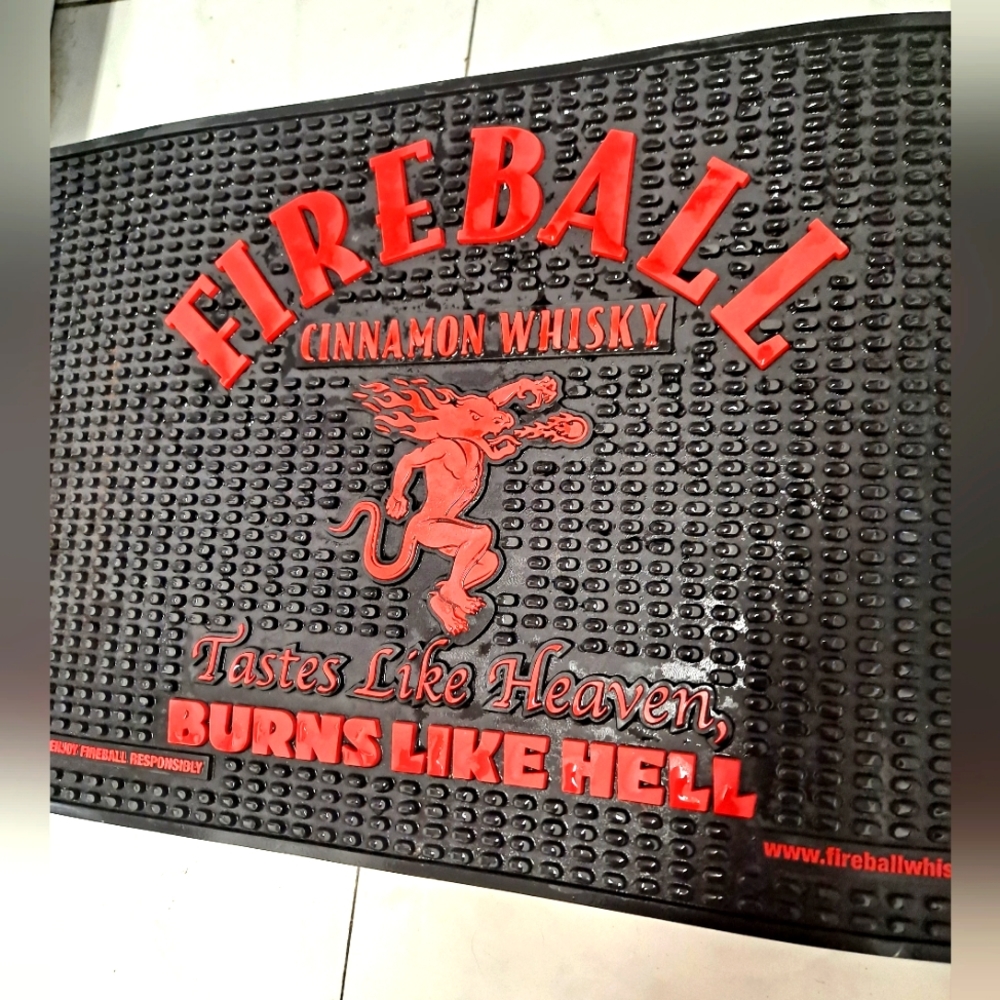 FIREBALL
CINNAMON WHISKY
Tastes Like Heaven,
BURNS LIKE HELL
ENJOY FIREBALL RESPONSIBLY
www.fireballwhis